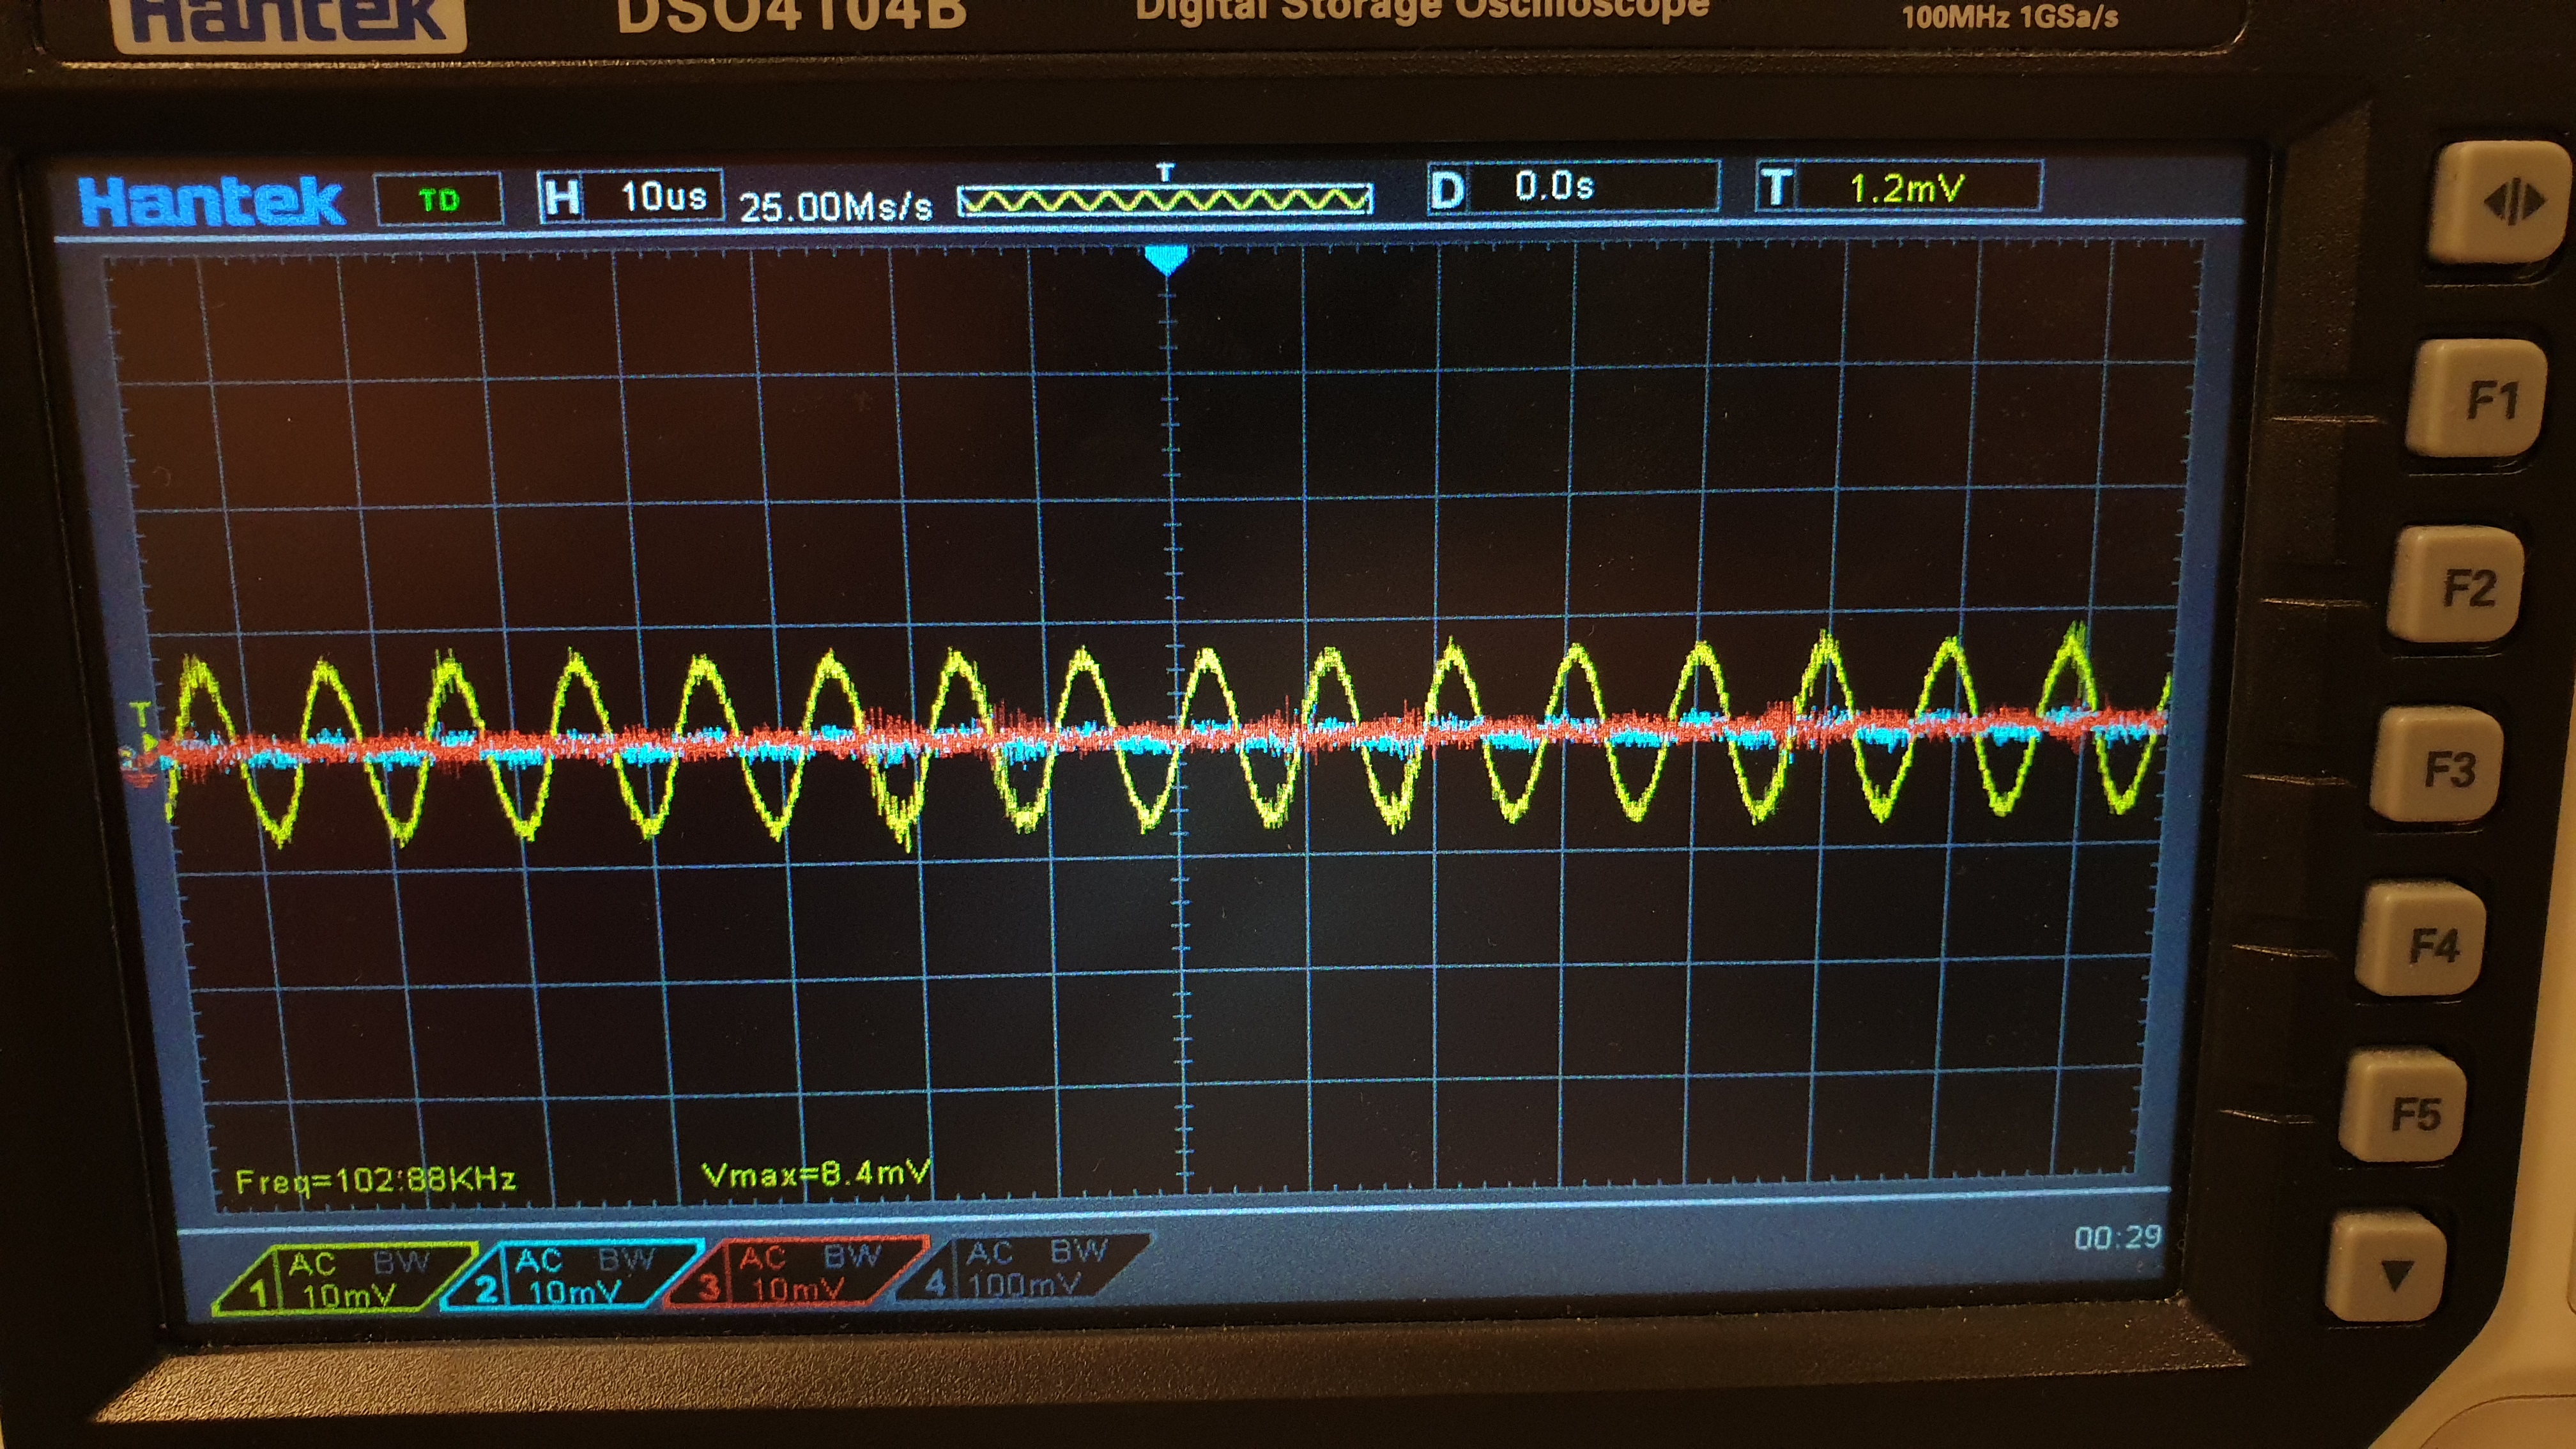 Hantek DSO4104B Digital Storage Oscilloscope 100MHz 1GSa/s
Hantek TD H 10us 25.00Ms/s T D 0.0s T 1.2mV
F1
F2
T
F3
F4
F5
Freq=102.88KHz Vmax=8.4mV
00:29
1 AC BW 10mV 2 AC BW 10mV 3 AC BW 10mV 4 AC BW 100mV